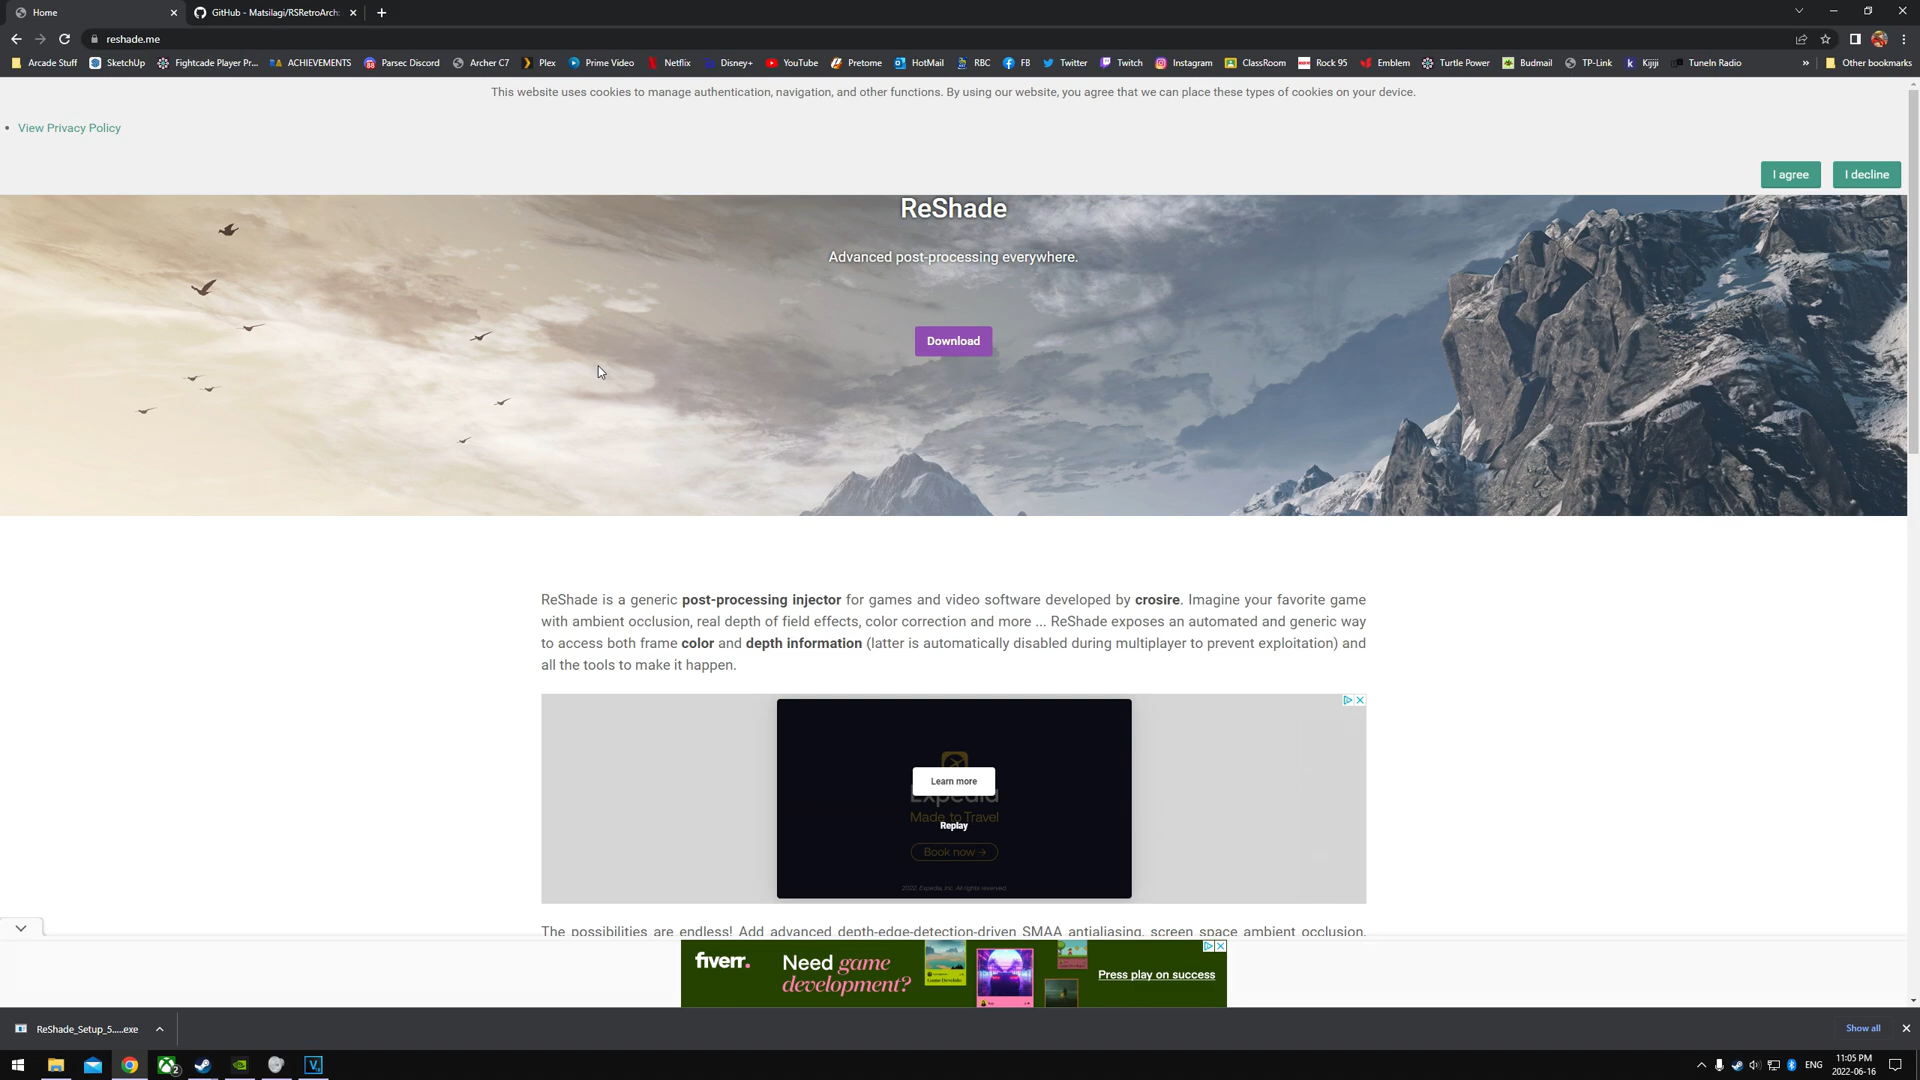 Home
GitHub - Matsilagi/RSRetroArch:
reshade.me
Arcade Stuff
SketchUp
Fightcade Player Pr...
ACHIEVEMENTS
Parsec Discord
Archer C7
Plex
Prime Video
Netflix
Disney+
YouTube
Pretome
HotMail
RBC
FB
Twitter
Twitch
Instagram
ClassRoom
Rock 95
Emblem
Turtle Power
Budmail
TP-Link
Kijiji
TuneIn Radio
»
Other bookmarks
This website uses cookies to manage authentication, navigation, and other functions. By using our website, you agree that we can place these types of cookies on your device.
• View Privacy Policy
I agree
I decline
ReShade
Advanced post-processing everywhere.
Download
ReShade is a generic post-processing injector for games and video software developed by crosire. Imagine your favorite game
with ambient occlusion, real depth of field effects, color correction and more ... ReShade exposes an automated and generic way
to access both frame color and depth information (latter is automatically disabled during multiplayer to prevent exploitation) and
all the tools to make it happen.
Learn more
Expedia
Made to Travel
Replay
Book now →
2022 Expedia, Inc. All rights reserved
The possibilities are endless! Add advanced depth-edge-detection-driven SMAA antialiasing, screen space ambient occlusion,
fiverr.
Need game
development?
Press play on success
ReShade_Setup_5.....exe
Show all
2
V
ENG
11:05 PM
2022-06-16